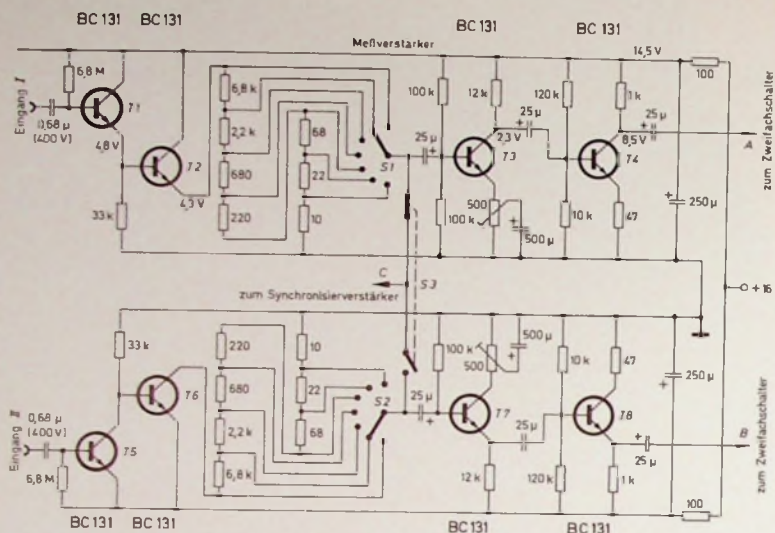 BC 131 BC 131 BC 131 BC 131
Meßverstärker
14,5 V
100
Eingang I
6,8 M
0,68 µ
(400 V)
T1
4,8 V
33 k
T2
4,3 V
6,8 k
2,2 k
680
220
68
22
10
S1
25 µ
+
100 k
100 k
12 k
25 µ
+
2,3 V
T3
500
500 µ
+
120 k
10 k
1 k
25 µ
+
8,5 V
T4
47
250 µ
+
A
zum Zweifachschalter
C
S3
zum Synchronisierverstärker
+16
Eingang II
0,68 µ
(400 V)
6,8 M
T5
33 k
T6
220
680
2,2 k
6,8 k
10
22
68
S2
25 µ
+
100 k
500 µ
+
500
T7
12 k
25 µ
10 k
120 k
47
T8
1 k
+
25 µ
250 µ
+
100
B
zum Zweifachschalter
BC 131 BC 131 BC 131 BC 131